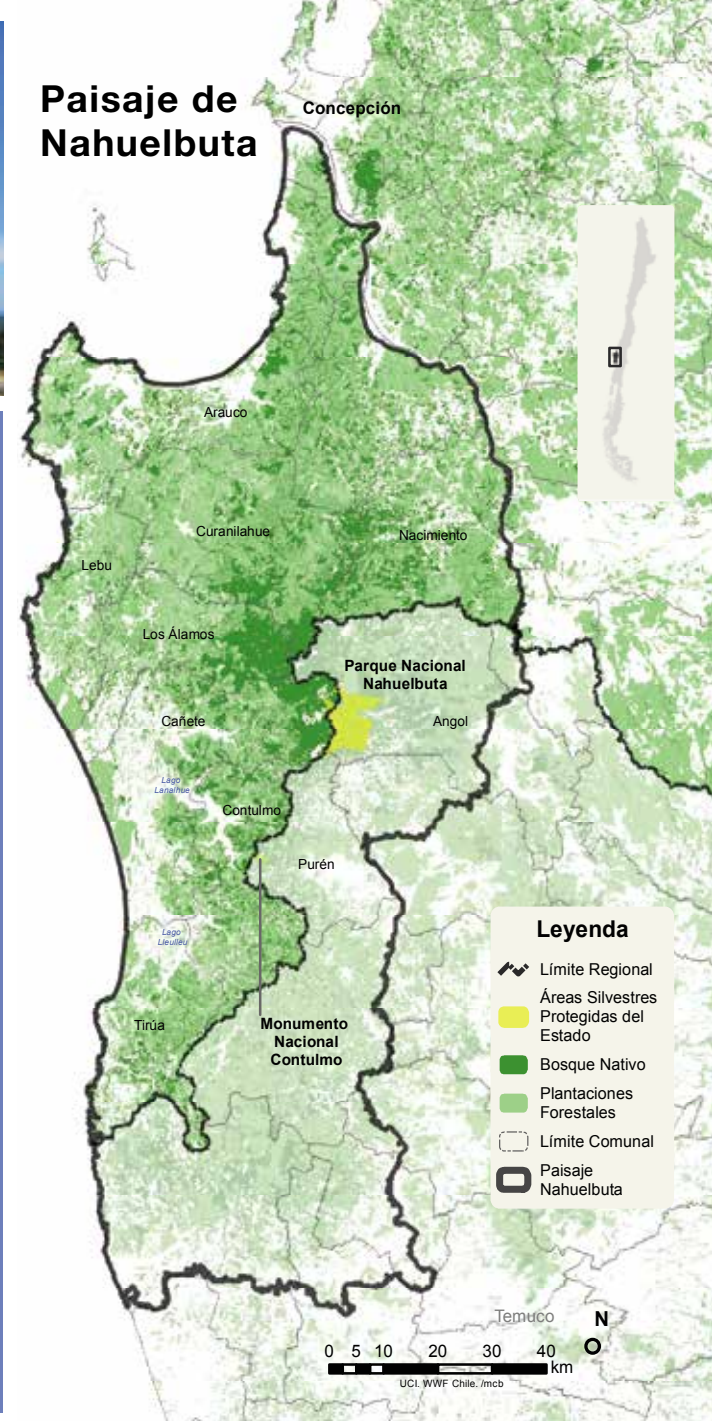 Paisaje de
Nahuelbuta
Concepción
Arauco
Curanilahue
Nacimiento
Lebu
Los Álamos
Parque Nacional
Nahuelbuta
Cañete
Angol
Lago
Lanalhue
Contulmo
Purén
Lago
Lleulleu
Tirúa
Monumento
Nacional
Contulmo
Leyenda
Límite Regional
Áreas Silvestres
Protegidas del
Estado
Bosque Nativo
Plantaciones
Forestales
Límite Comunal
Paisaje
Nahuelbuta
Temuco
N
0 5 10 20 30 40
km
UCI. WWF Chile. /mcb